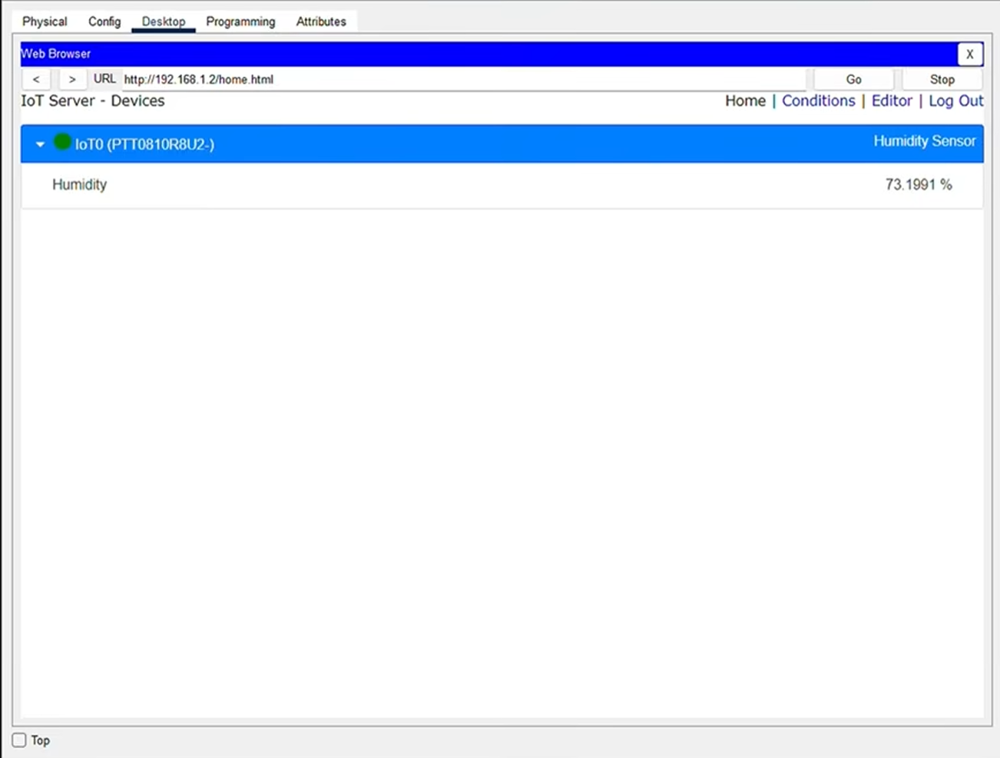 Physical Config Desktop Programming Attributes
Web Browser X
< > URL http://192.168.1.2/home.html Go Stop
IoT Server - Devices Home | Conditions | Editor | Log Out
IoT0 (PTT0810R8U2-) Humidity Sensor
Humidity 73.1991 %
Top